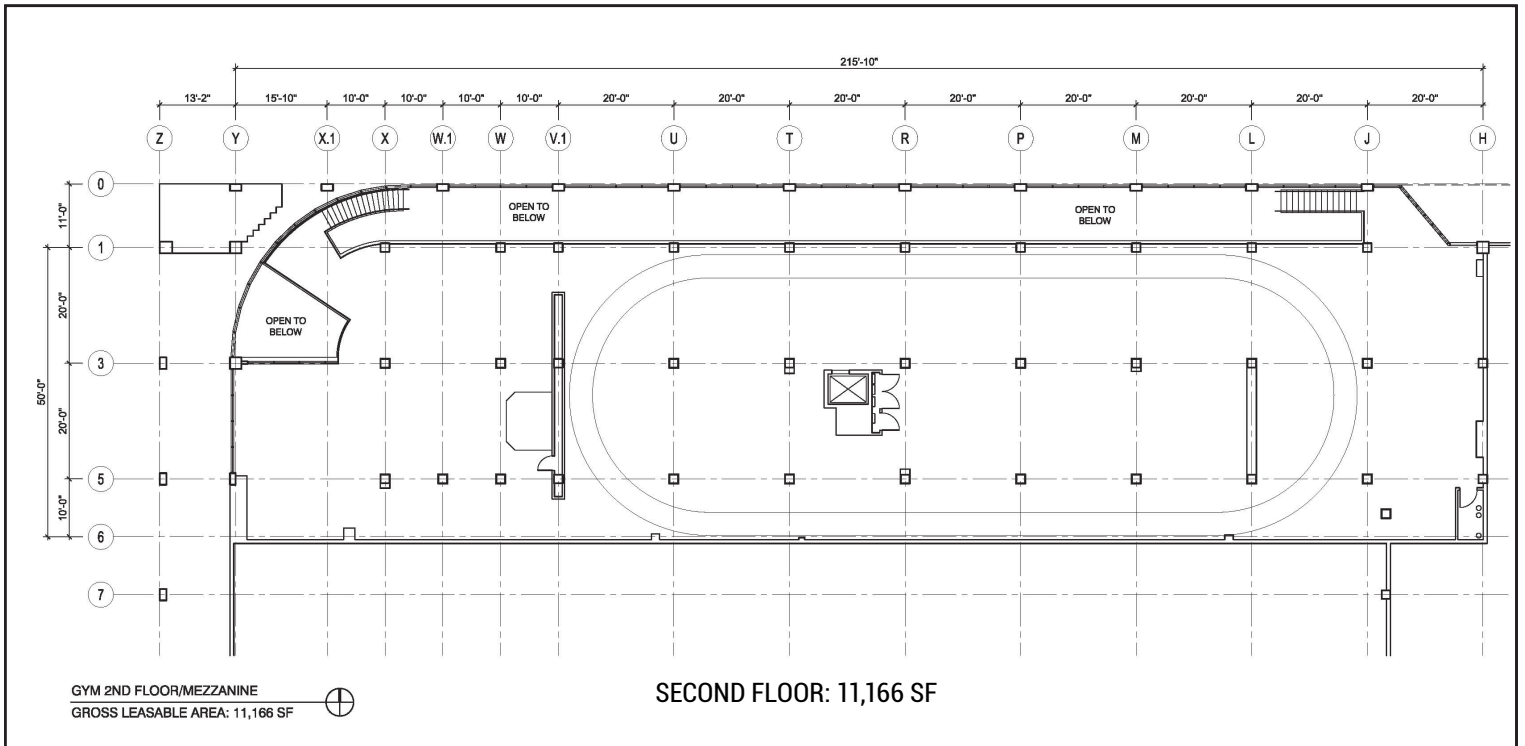 215'-10"
13'-2"
15'-10"
10'-0"
10'-0"
10'-0"
10'-0"
20'-0"
20'-0"
20'-0"
20'-0"
20'-0"
20'-0"
20'-0"
20'-0"
Z
Y
X.1
X
W.1
W
V.1
U
T
R
P
M
L
J
H
0
11'-0"
OPEN TO
BELOW
OPEN TO
BELOW
1
20'-0"
OPEN TO
BELOW
3
50'-0"
20'-0"
5
10'-0"
6
7
GYM 2ND FLOOR/MEZZANINE
GROSS LEASABLE AREA: 11,166 SF
SECOND FLOOR: 11,166 SF